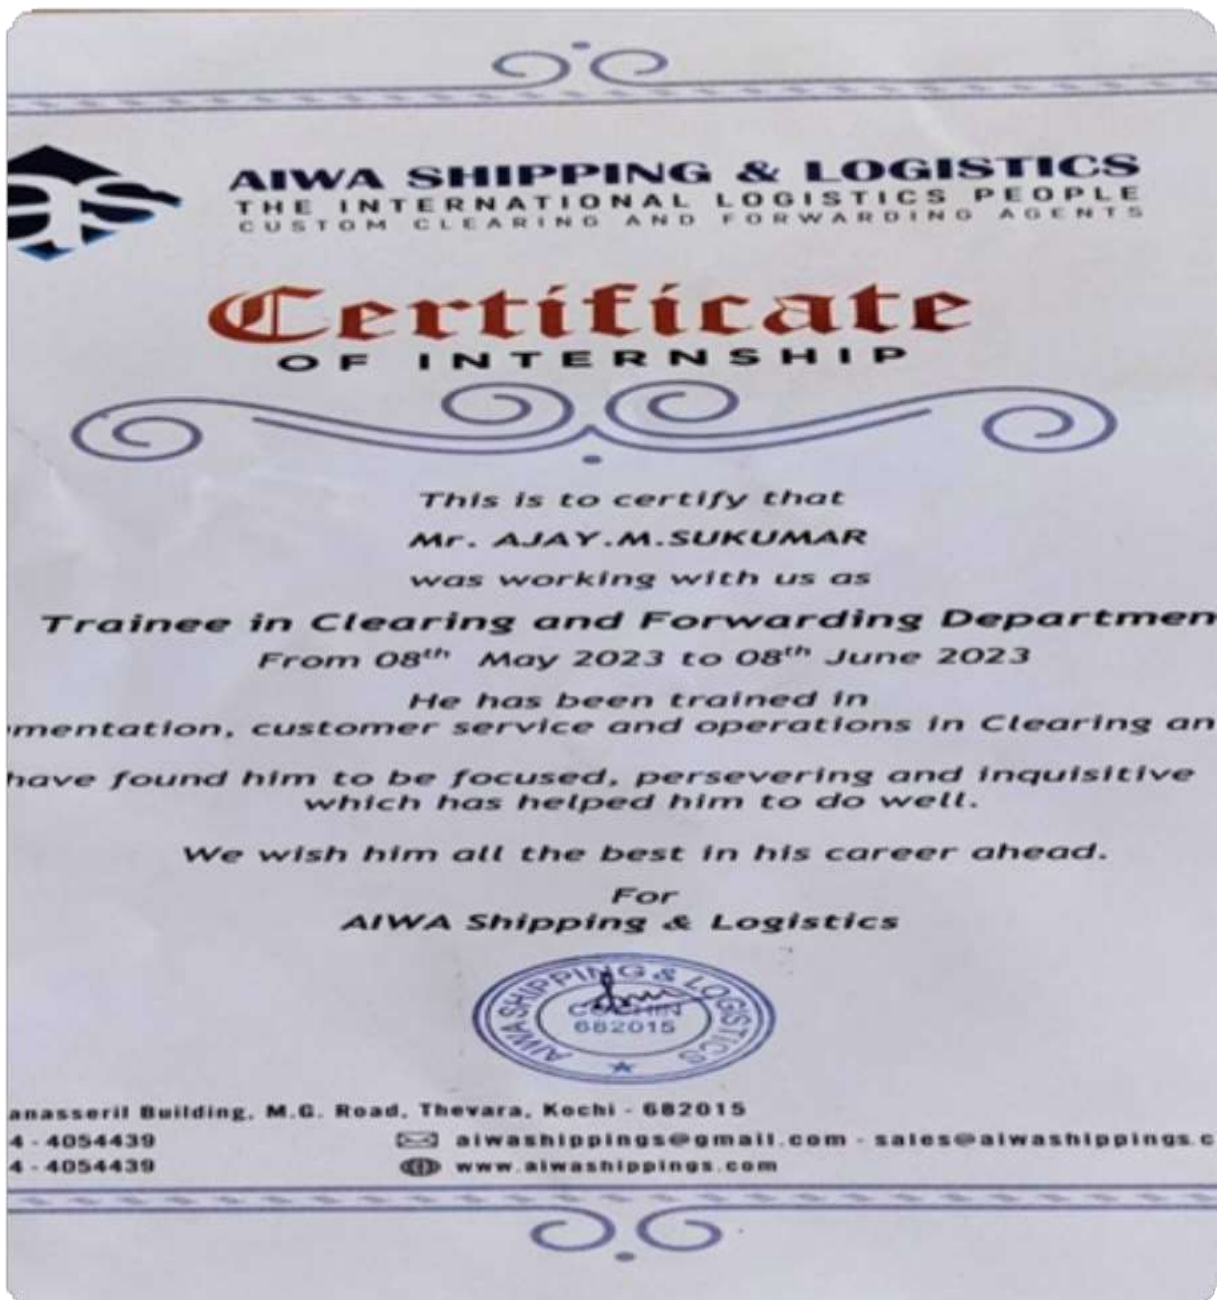 as
AIWA SHIPPING & LOGISTICS
THE INTERNATIONAL LOGISTICS PEOPLE
CUSTOM CLEARING AND FORWARDING AGENTS
Certificate
OF INTERNSHIP
This is to certify that
Mr. AJAY.M.SUKUMAR
was working with us as
Trainee in Clearing and Forwarding Departmen
From 08th May 2023 to 08th June 2023
He has been trained in
mentation, customer service and operations in Clearing an
have found him to be focused, persevering and inquisitive
which has helped him to do well.
We wish him all the best in his career ahead.
For
AIWA Shipping & Logistics
AIWA SHIPPING & LOGISTICS
COCHIN
682015
anasseril Building, M.G. Road, Thevara, Kochi - 682015
4 - 4054439
aiwashippings@gmail.com - sales@aiwashippings.c
4 - 4054439
www.aiwashippings.com